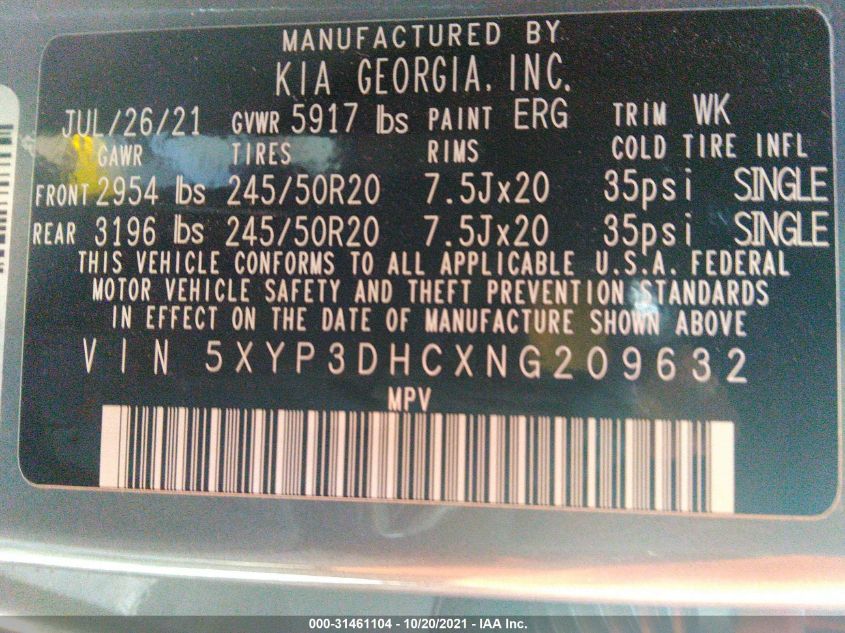 MANUFACTURED BY
KIA GEORGIA. INC.
JUL/26/21 GVWR 5917 lbs PAINT ERG TRIM WK
GAWR TIRES RIMS COLD TIRE INFL
FRONT 2954 lbs 245/50R20 7.5Jx20 35psi SINGLE
REAR 3196 lbs 245/50R20 7.5Jx20 35psi SINGLE
THIS VEHICLE CONFORMS TO ALL APPLICABLE U.S.A. FEDERAL
MOTOR VEHICLE SAFETY AND THEFT PREVENTION STANDARDS
IN EFFECT ON THE DATE OF MANUFACTURE SHOWN ABOVE
VIN 5XYP3DHCXNG209632
MPV
000-31461104 - 10/20/2021 - IAA Inc.